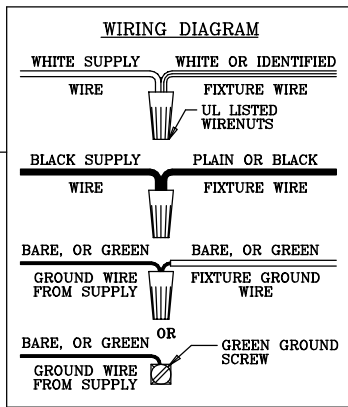 WIRING DIAGRAM
WHITE SUPPLY WIRE
WHITE OR IDENTIFIED FIXTURE WIRE
UL LISTED
WIRENUTS
BLACK SUPPLY WIRE
PLAIN OR BLACK FIXTURE WIRE
BARE, OR GREEN
GROUND WIRE
FROM SUPPLY
BARE, OR GREEN
FIXTURE GROUND
WIRE
OR
BARE, OR GREEN
GROUND WIRE
FROM SUPPLY
GREEN GROUND
SCREW